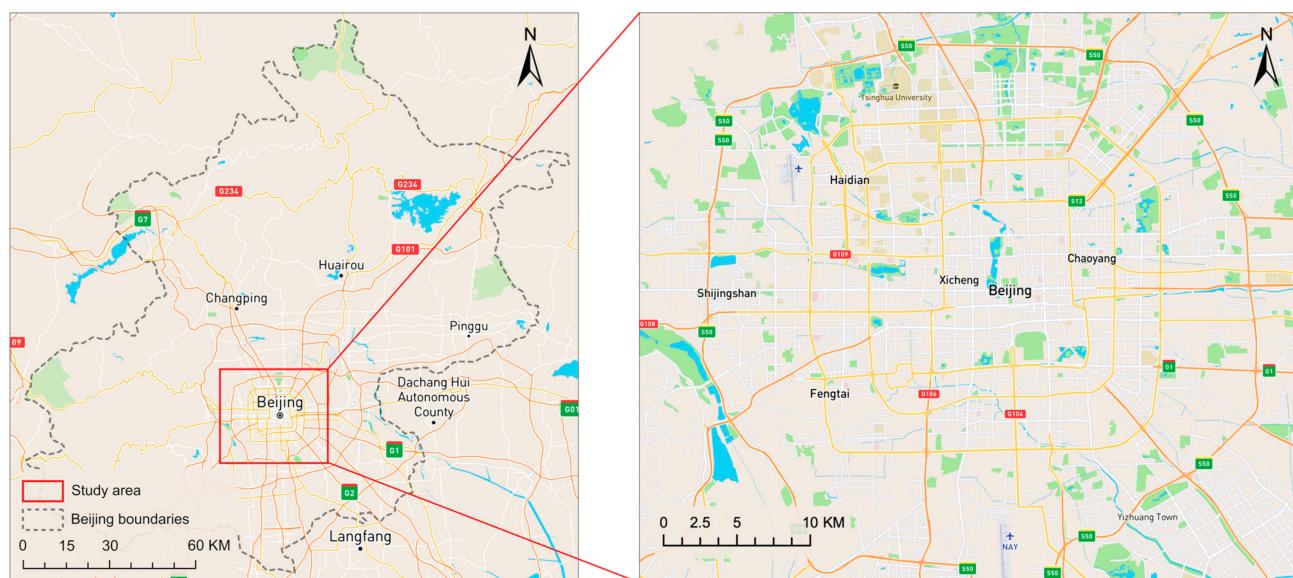 N
G234
G234
G7
G101
Huairou
Changping
Pinggu
09
Dachang Hui
Autonomous
County
Beijing
G01
G1
G2
Study area
Beijing boundaries
Langfang
0 15 30 60 KM
N
S50
S50
Tsinghua University
S50
S50
S50
Haidian
S12
S50
G109
Chaoyang
Xicheng
Beijing
Shijingshan
G108
S50
G1
G1
Fengtai
G106
G104
S50
0 2.5 5 10 KM
Yizhuang Town
NAY
S50
S50